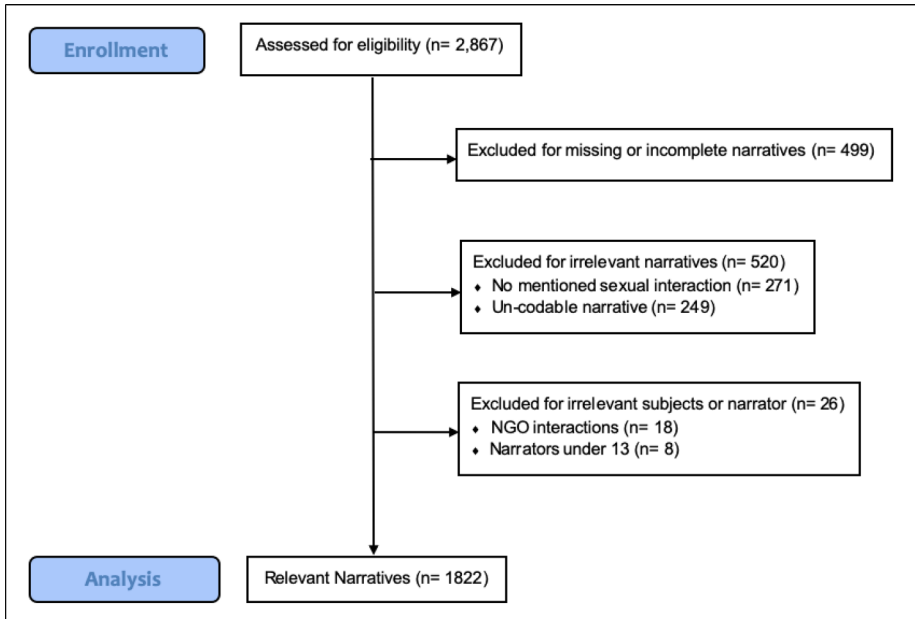 Enrollment
Assessed for eligibility (n= 2,867)
Excluded for missing or incomplete narratives (n= 499)
Excluded for irrelevant narratives (n= 520)
♦ No mentioned sexual interaction (n= 271)
♦ Un-codable narrative (n= 249)
Excluded for irrelevant subjects or narrator (n= 26)
♦ NGO interactions (n= 18)
♦ Narrators under 13 (n= 8)
Analysis
Relevant Narratives (n= 1822)